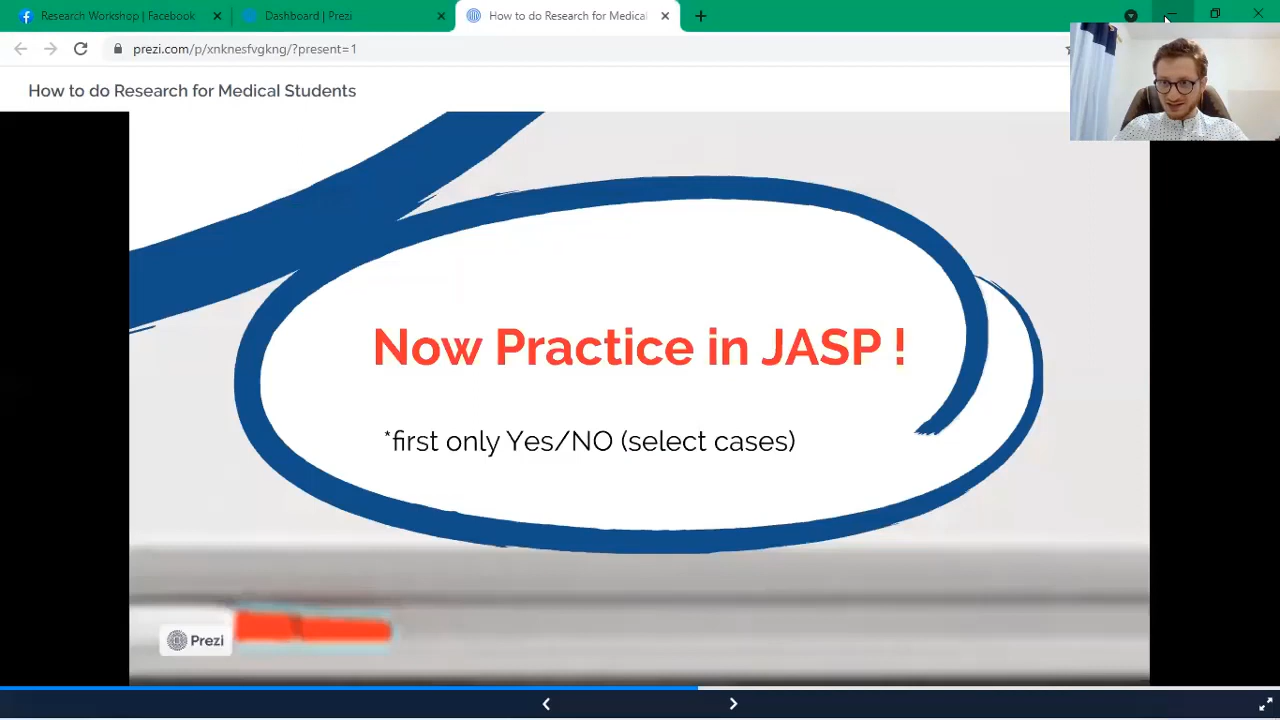 Research Workshop | Facebook
Dashboard | Prezi
How to do Research for Medical
prezi.com/p/xnknesfvgkng/?present=1
How to do Research for Medical Students
Now Practice in JASP !
*first only Yes/NO (select cases)
Prezi